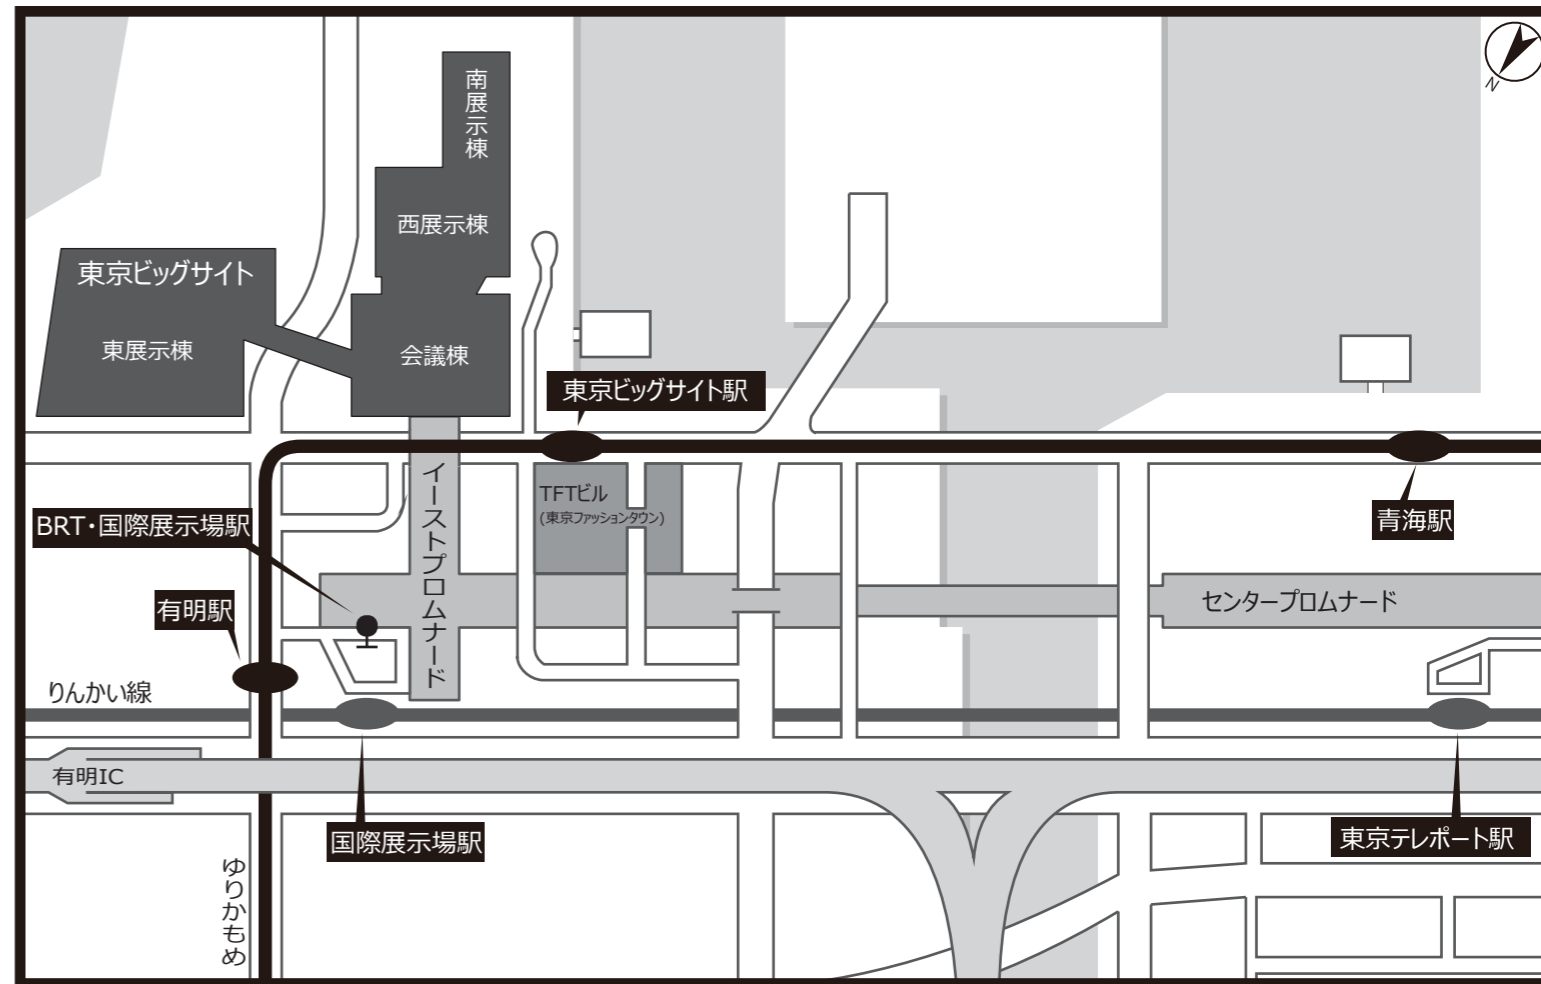 N
南展示棟
西展示棟
東京ビッグサイト
東展示棟
会議棟
東京ビッグサイト駅
イーストプロムナード
TFTビル
(東京ファッションタウン)
青海駅
BRT・国際展示場駅
有明駅
センタープロムナード
りんかい線
有明IC
国際展示場駅
東京テレポート駅
ゆりかもめ